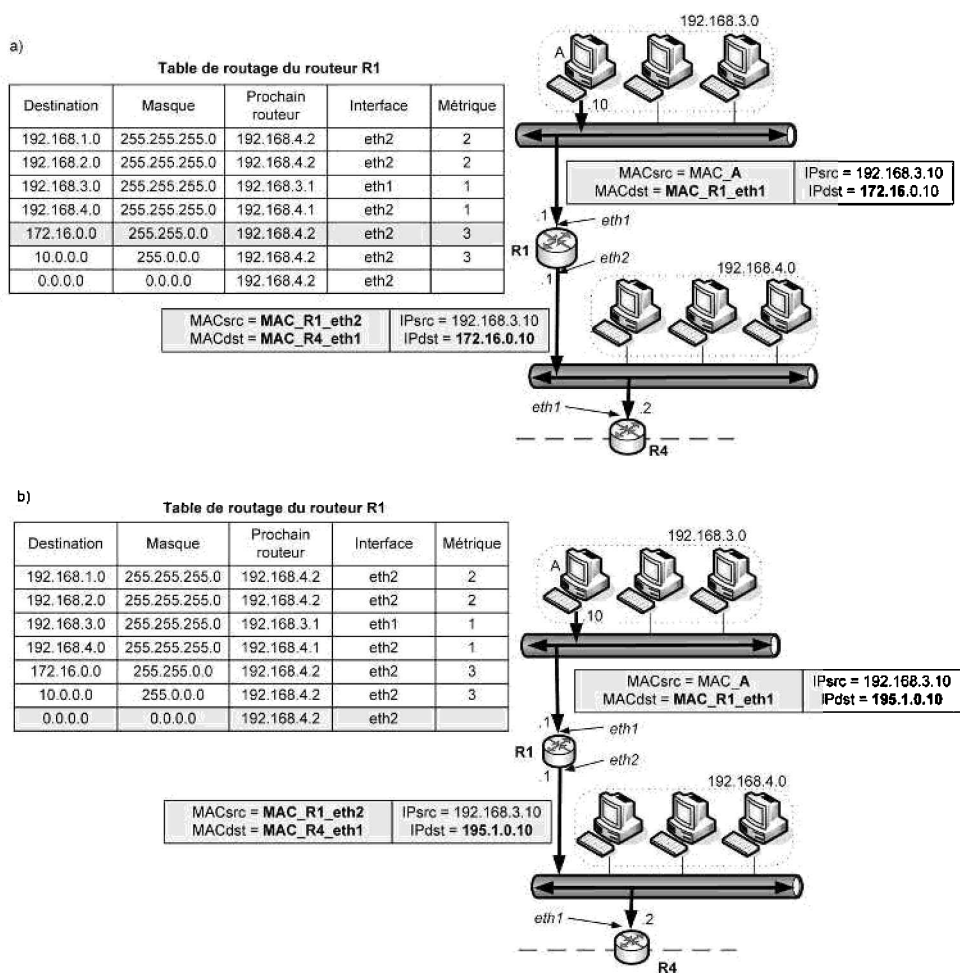 a)
Table de routage du routeur R1
Destination Masque Prochain routeur Interface Métrique
192.168.1.0 255.255.255.0 192.168.4.2 eth2 2
192.168.2.0 255.255.255.0 192.168.4.2 eth2 2
192.168.3.0 255.255.255.0 192.168.3.1 eth1 1
192.168.4.0 255.255.255.0 192.168.4.1 eth2 1
172.16.0.0 255.255.0.0 192.168.4.2 eth2 3
10.0.0.0 255.0.0.0 192.168.4.2 eth2 3
0.0.0.0 0.0.0.0 192.168.4.2 eth2
192.168.3.0
A
.10
MACsrc = MAC_A IPsrc = 192.168.3.10
MACdst = MAC_R1_eth1 IPdst = 172.16.0.10
.1
eth1
R1
eth2
.1
192.168.4.0
MACsrc = MAC_R1_eth2 IPsrc = 192.168.3.10
MACdst = MAC_R4_eth1 IPdst = 172.16.0.10
eth1
.2
R4
b)
Table de routage du routeur R1
Destination Masque Prochain routeur Interface Métrique
192.168.1.0 255.255.255.0 192.168.4.2 eth2 2
192.168.2.0 255.255.255.0 192.168.4.2 eth2 2
192.168.3.0 255.255.255.0 192.168.3.1 eth1 1
192.168.4.0 255.255.255.0 192.168.4.1 eth2 1
172.16.0.0 255.255.0.0 192.168.4.2 eth2 3
10.0.0.0 255.0.0.0 192.168.4.2 eth2 3
0.0.0.0 0.0.0.0 192.168.4.2 eth2
192.168.3.0
A
.10
MACsrc = MAC_A IPsrc = 192.168.3.10
MACdst = MAC_R1_eth1 IPdst = 195.1.0.10
.1
eth1
R1
eth2
.1
192.168.4.0
MACsrc = MAC_R1_eth2 IPsrc = 192.168.3.10
MACdst = MAC_R4_eth1 IPdst = 195.1.0.10
eth1
.2
R4